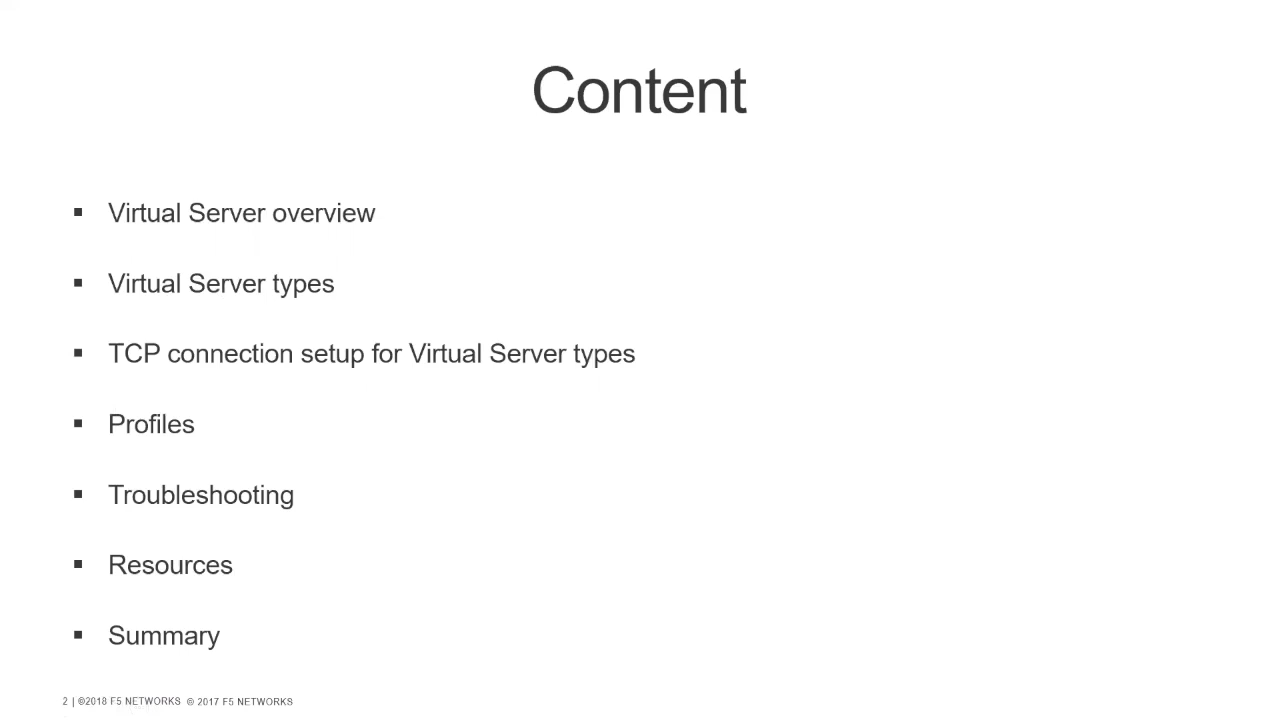 Content
▪ Virtual Server overview
▪ Virtual Server types
▪ TCP connection setup for Virtual Server types
▪ Profiles
▪ Troubleshooting
▪ Resources
▪ Summary
2 | ©2018 F5 NETWORKS © 2017 F5 NETWORKS